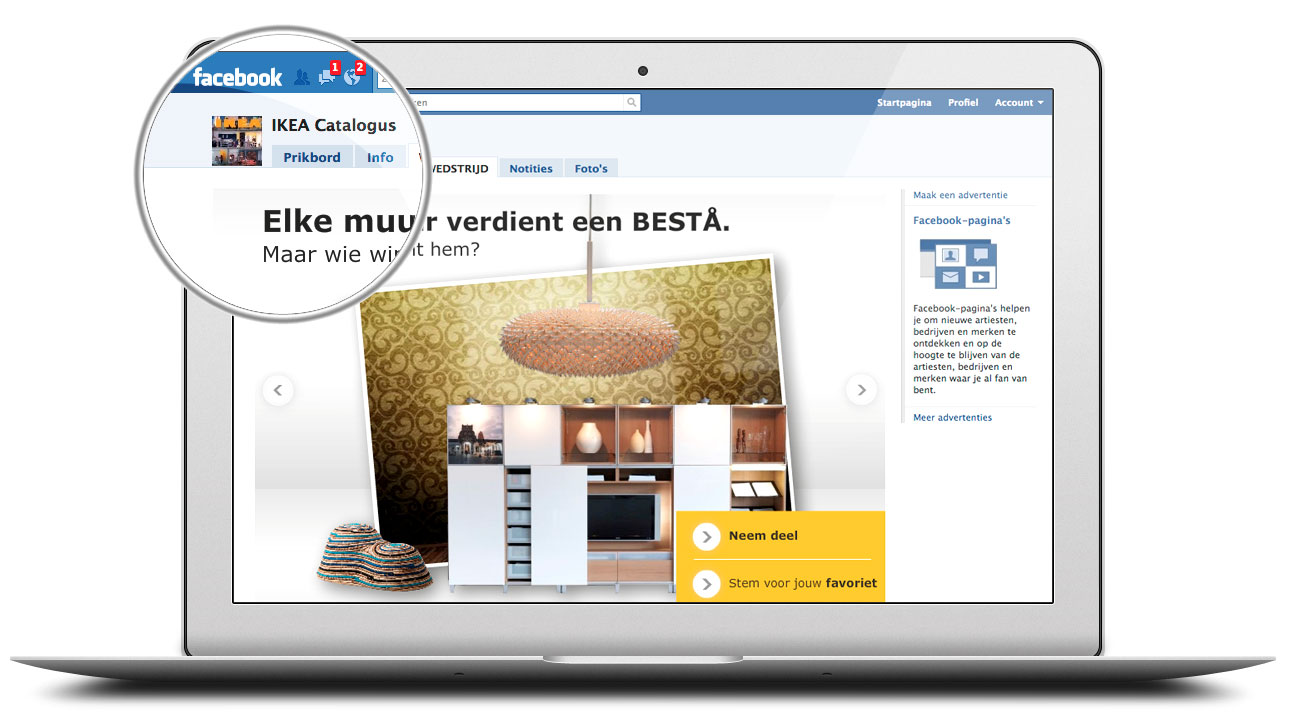 facebook
1
2
Startpagina Profiel Account
IKEA Catalogus
Prikbord Info WEDSTRIJD Notities Foto's
Elke muur verdient een BESTÅ.
Maar wie wint hem?
Maak een advertentie
Facebook-pagina's
Facebook-pagina's helpen
je om nieuwe artiesten,
bedrijven en merken te
ontdekken en op de
hoogte te blijven van de
artiesten, bedrijven en
merken waar je al fan van
bent.
Meer advertenties
Neem deel
Stem voor jouw favoriet